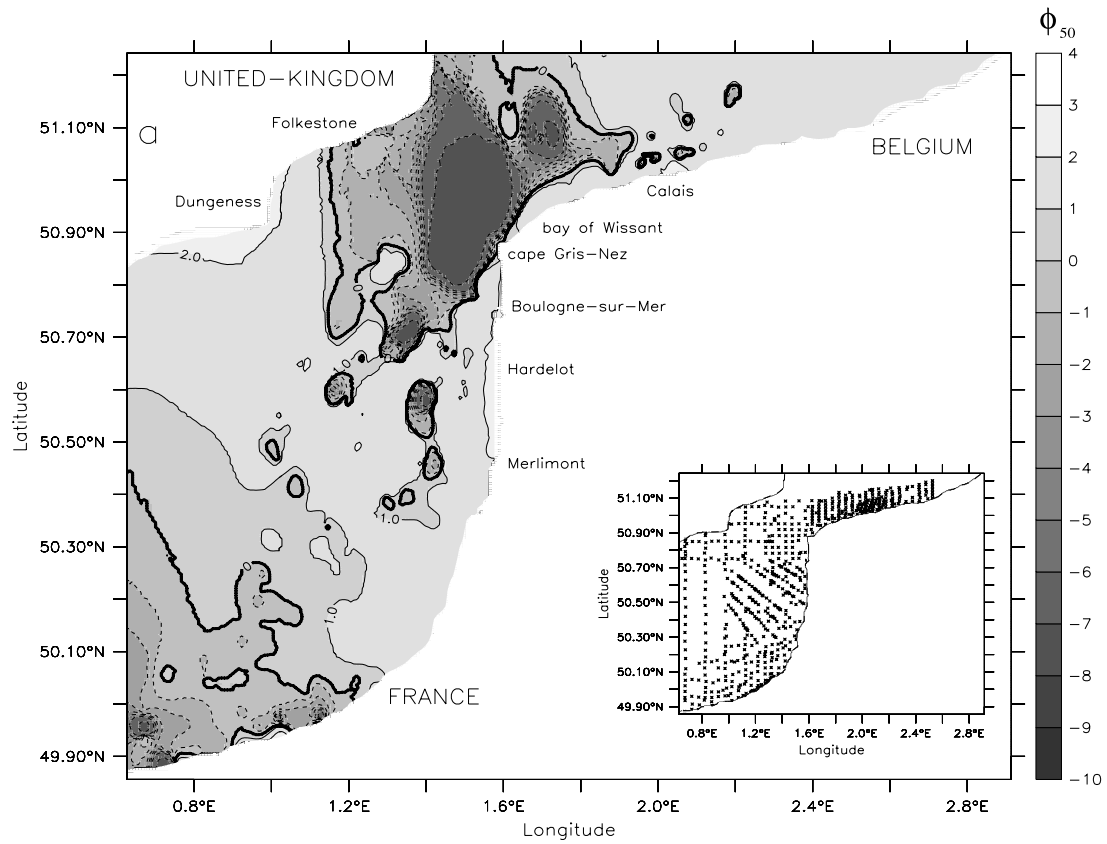 ϕ50
UNITED-KINGDOM
a
Folkestone
BELGIUM
Calais
Dungeness
bay of Wissant
cape Gris-Nez
Boulogne-sur-Mer
Hardelot
Merlimont
FRANCE
0
2.0
0
0
1.0
0
1.0
51.10°N
50.90°N
50.70°N
50.50°N
50.30°N
50.10°N
49.90°N
Latitude
0.8°E
1.2°E
1.6°E
2.0°E
2.4°E
2.8°E
Longitude
51.10°N
50.90°N
50.70°N
50.50°N
50.30°N
50.10°N
49.90°N
Latitude
0.8°E
1.2°E
1.6°E
2.0°E
2.4°E
2.8°E
Longitude
4
3
2
1
0
-1
-2
-3
-4
-5
-6
-7
-8
-9
-10